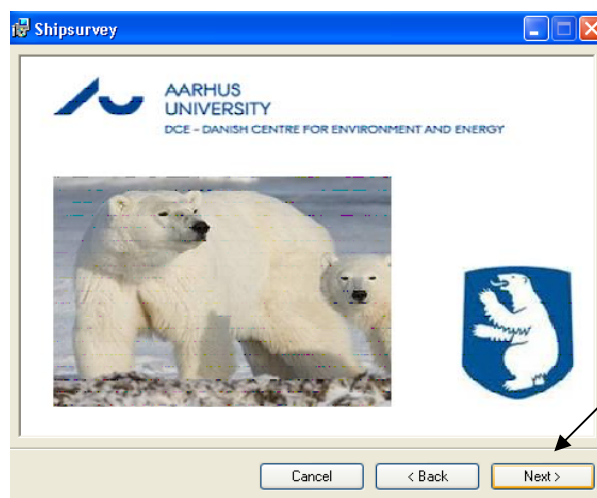 Shipsurvey
AARHUS
UNIVERSITY
DCE - DANISH CENTRE FOR ENVIRONMENT AND ENERGY
Cancel
< Back
Next >